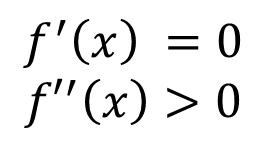 f′(x) = 0
f′′(x) > 0